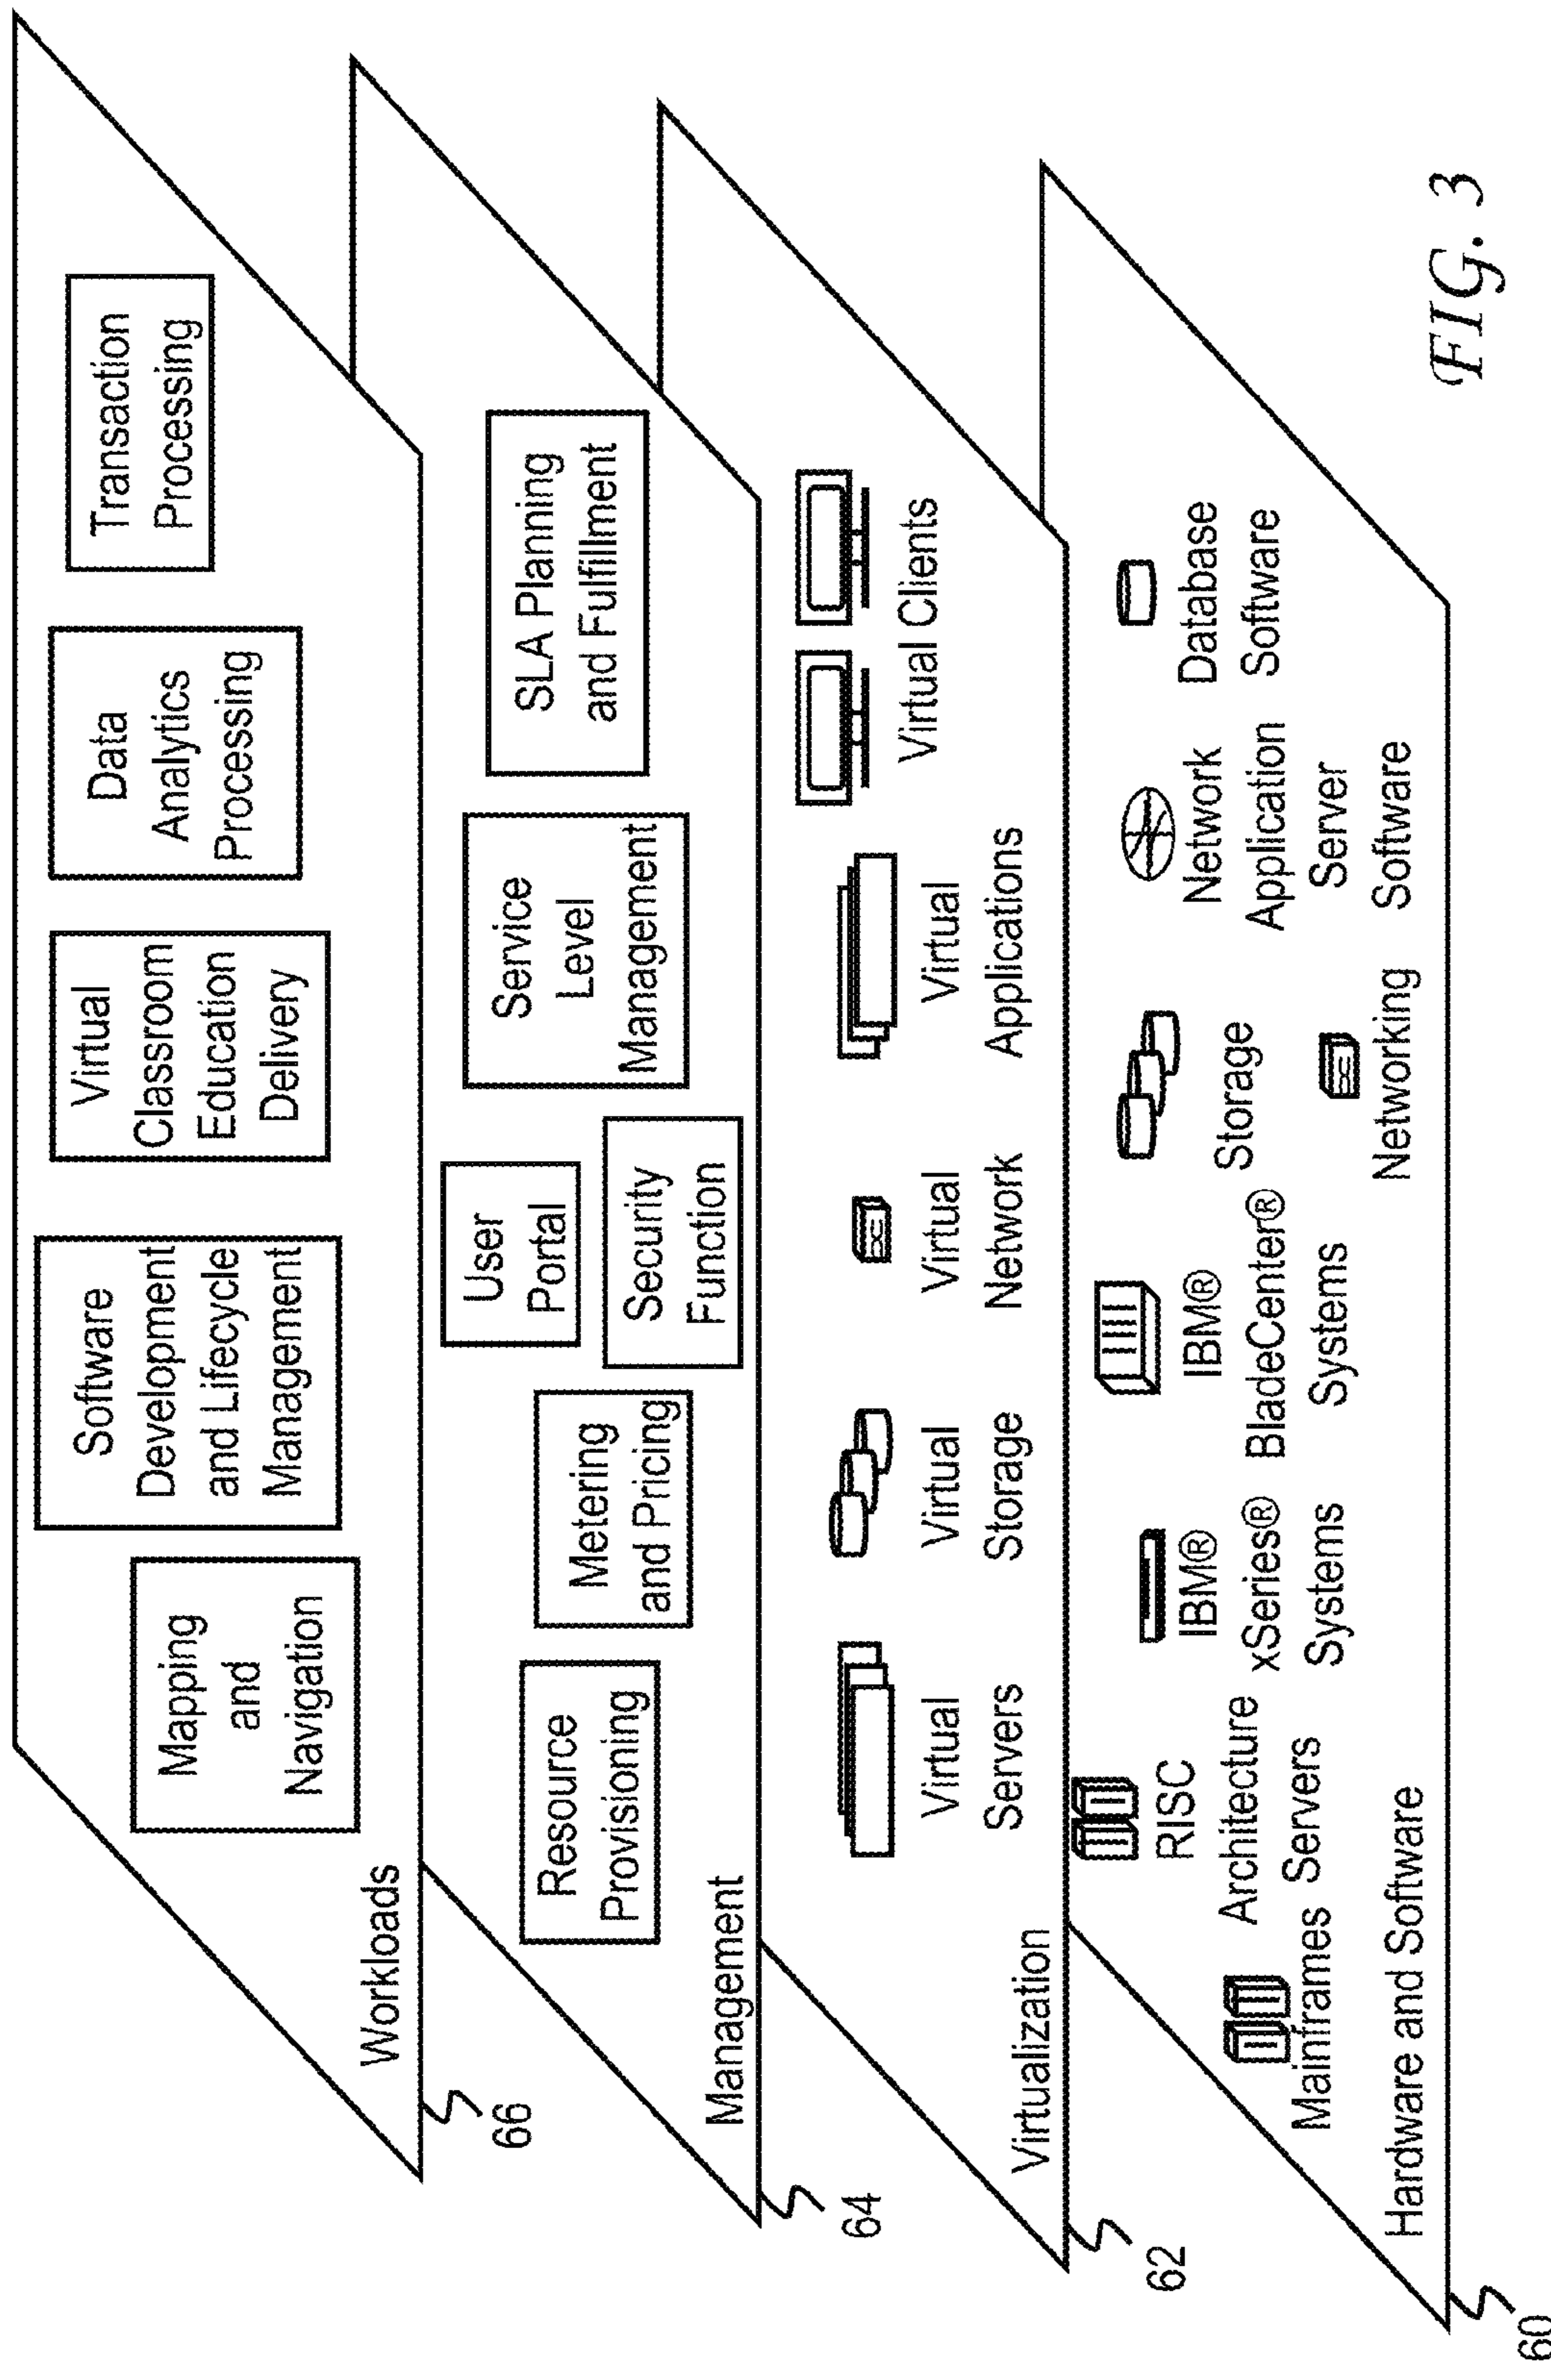 Mapping
and
Navigation
Software
Development
and Lifecycle
Management
Virtual
Classroom
Education
Delivery
Data
Analytics
Processing
Transaction
Processing
Workloads
66
Resource
Provisioning
Metering
and Pricing
User
Portal
Security
Function
Service
Level
Management
SLA Planning
and Fulfillment
Management
64
Virtual
Servers
Virtual
Storage
Virtual
Network
Virtual
Applications
Virtual Clients
Virtualization
62
Mainframes
RISC
Architecture
Servers
IBM®
xSeries®
Systems
IBM®
BladeCenter®
Systems
Storage
Networking
Network
Application
Server
Software
Database
Software
Hardware and Software
60
FIG. 3